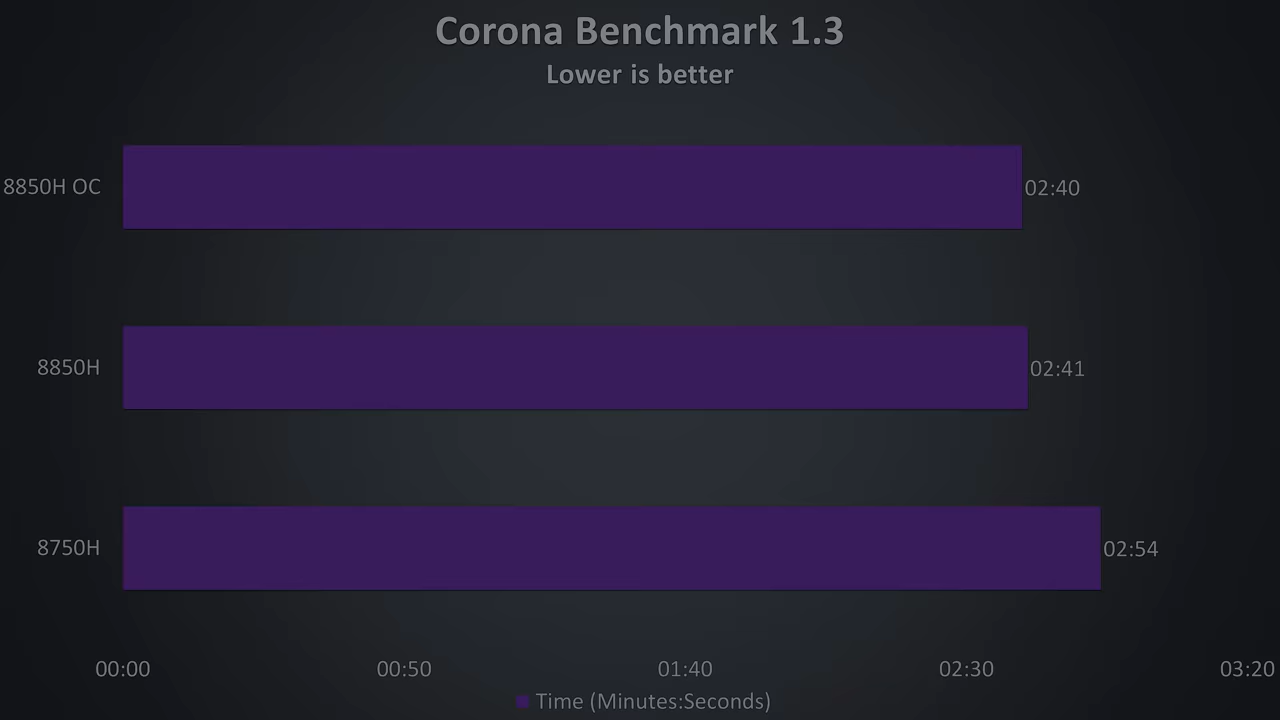 Corona Benchmark 1.3
Lower is better
8850H OC 02:40
8850H 02:41
8750H 02:54
00:00 00:50 01:40 02:30 03:20
Time (Minutes:Seconds)